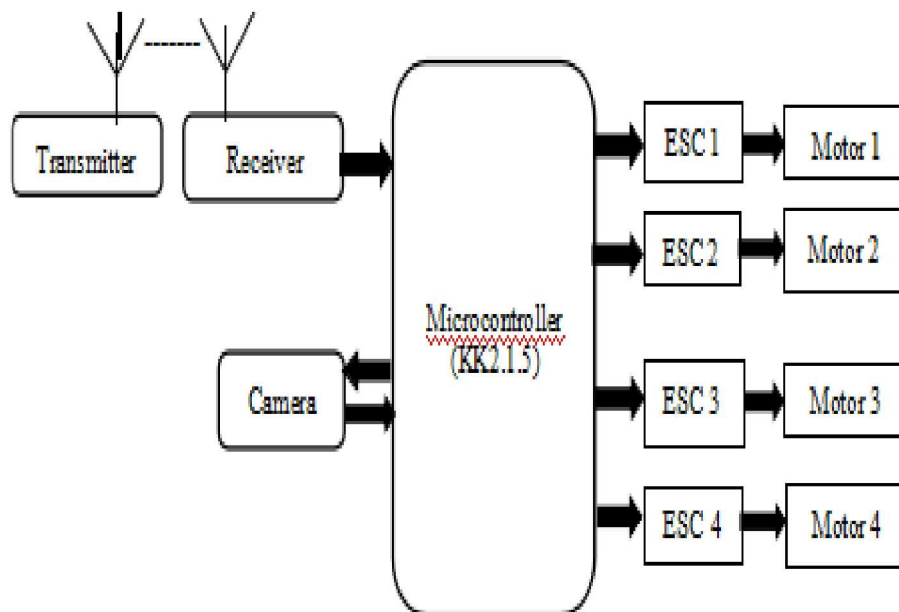 Transmitter
Receiver
Camera
Microcontroller
(KK2.1.5)
ESC 1
Motor 1
ESC 2
Motor 2
ESC 3
Motor 3
ESC 4
Motor 4